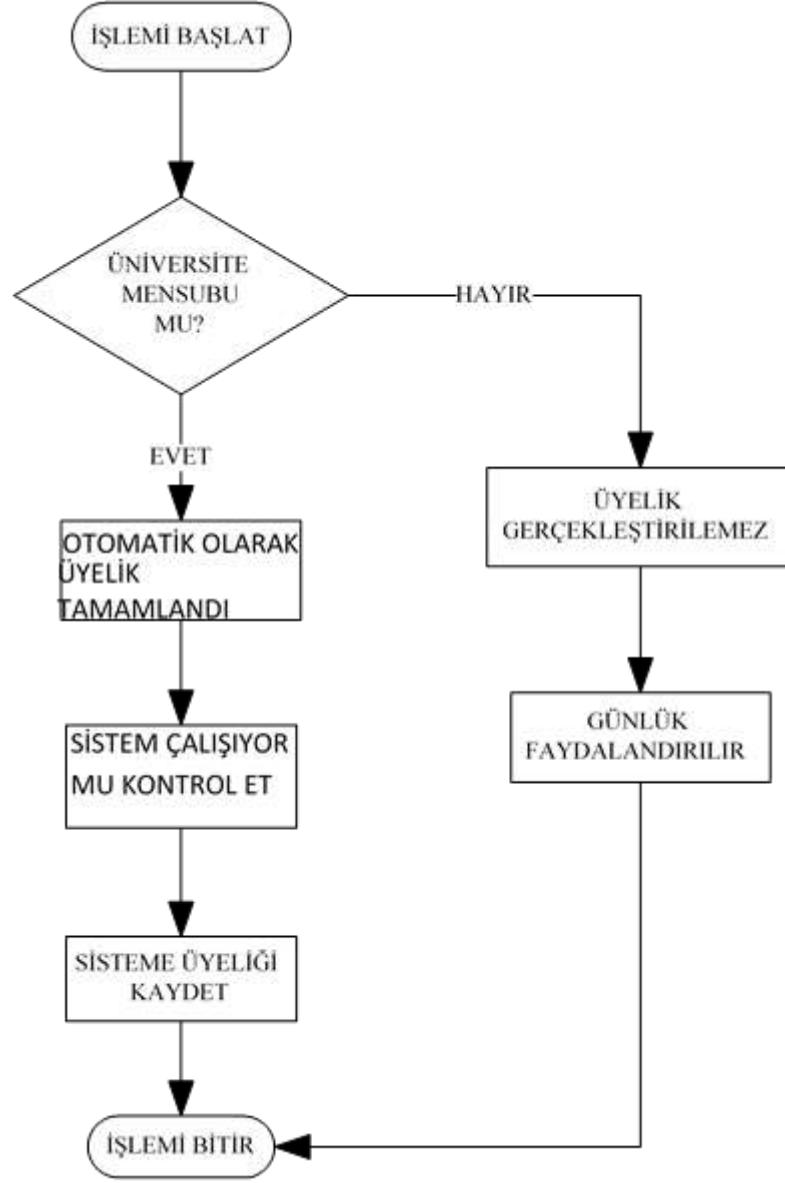 İŞLEMİ BAŞLAT
ÜNİVERSİTE
MENSUBU
MU?
HAYIR
EVET
OTOMATİK OLARAK
ÜYELİK
TAMAMLANDI
ÜYELİK
GERÇEKLEŞTİRİLEMEZ
SİSTEM ÇALIŞIYOR
MU KONTROL ET
GÜNLÜK
FAYDALANDIRILIR
SİSTEME ÜYELİĞİ
KAYDET
İŞLEMİ BİTİR